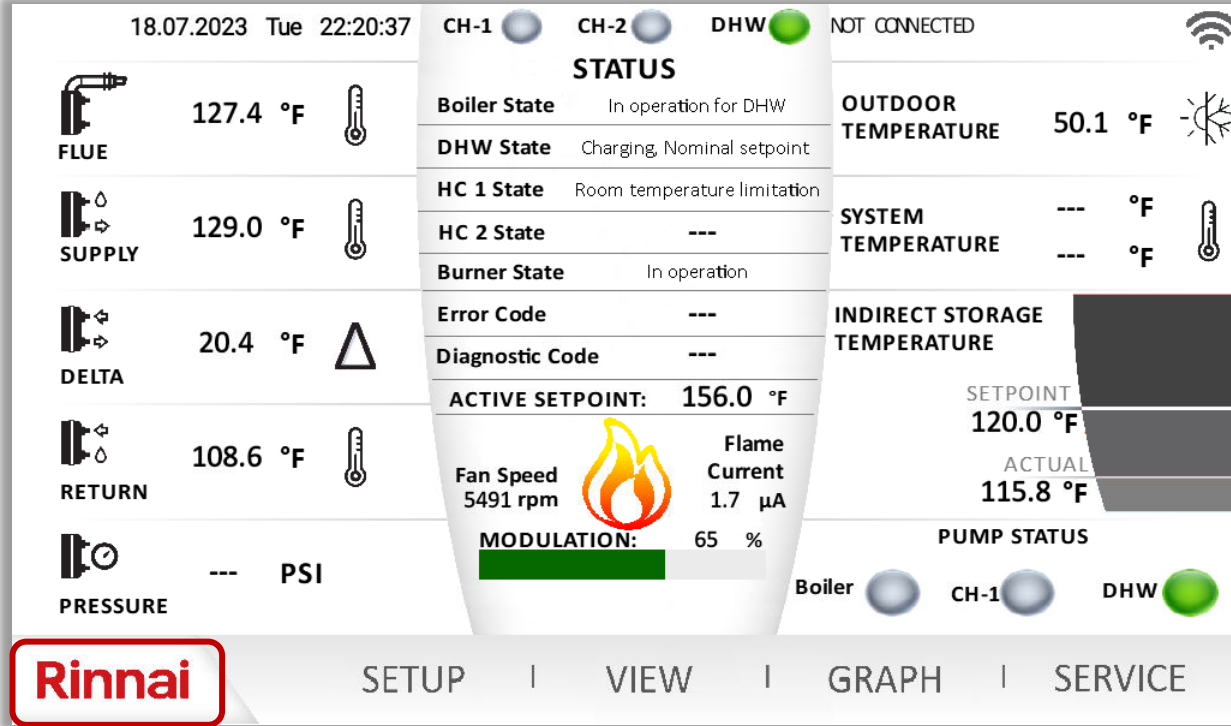 18.07.2023 Tue 22:20:37
CH-1 CH-2 DHW
NOT CONNECTED
127.4 °F
FLUE
129.0 °F
SUPPLY
20.4 °F
DELTA
108.6 °F
RETURN
--- PSI
PRESSURE
STATUS
Boiler State In operation for DHW
DHW State Charging, Nominal setpoint
HC 1 State Room temperature limitation
HC 2 State ---
Burner State In operation
Error Code ---
Diagnostic Code ---
ACTIVE SETPOINT: 156.0 °F
Fan Speed
5491 rpm
Flame
Current
1.7 µA
MODULATION: 65 %
OUTDOOR
TEMPERATURE
50.1 °F
SYSTEM
TEMPERATURE
--- °F
--- °F
INDIRECT STORAGE
TEMPERATURE
SETPOINT
120.0 °F
ACTUAL
115.8 °F
PUMP STATUS
Boiler CH-1 DHW
Rinnai SETUP | VIEW | GRAPH | SERVICE